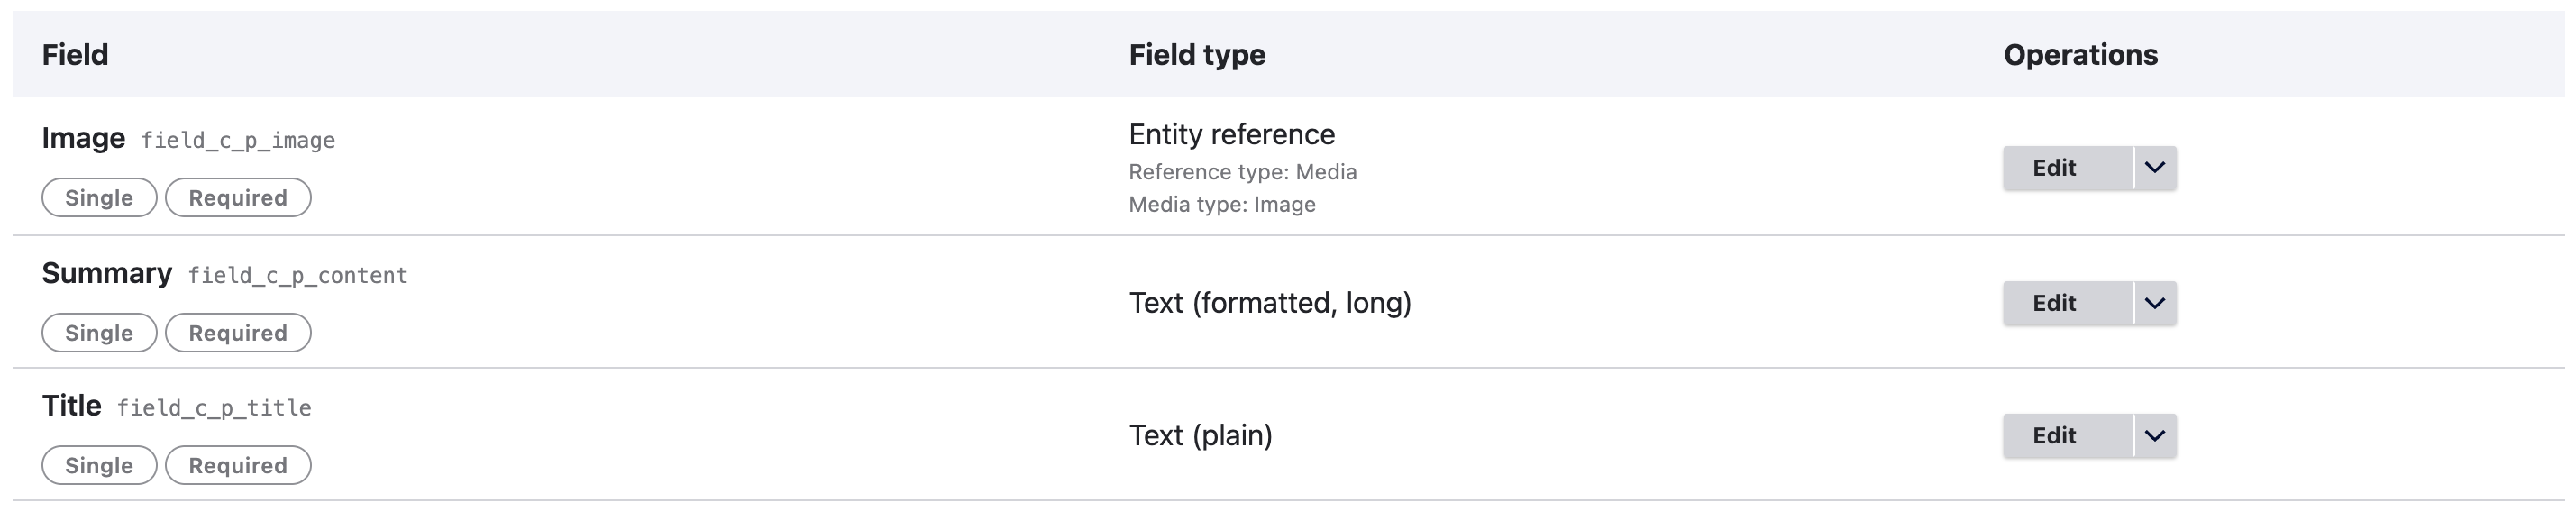 Field Field type Operations
Image field_c_p_image
Single Required
Entity reference
Reference type: Media
Media type: Image
Edit
Summary field_c_p_content
Single Required
Text (formatted, long)
Edit
Title field_c_p_title
Single Required
Text (plain)
Edit